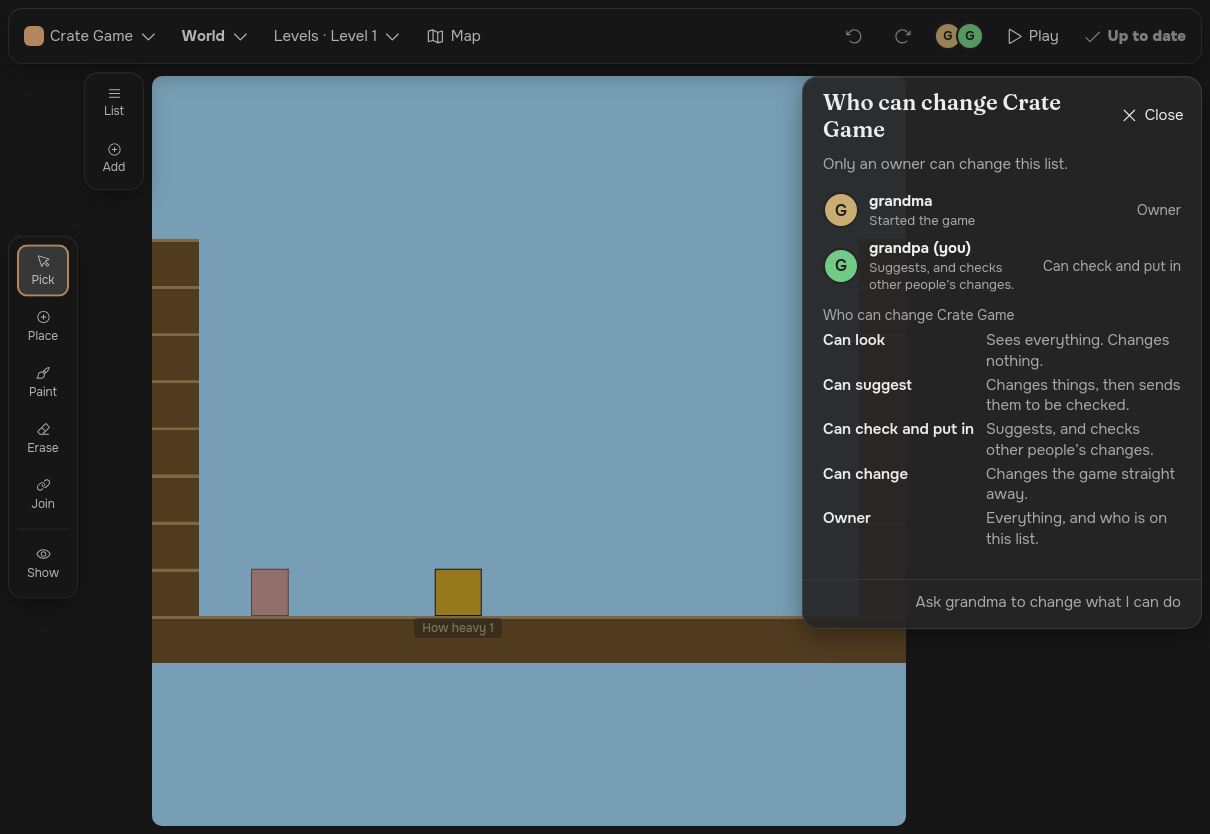 Crate Game
World
Levels · Level 1
Map
G
G
Play
Up to date
List
Add
Pick
Place
Paint
Erase
Join
Show
How heavy 1
Who can change Crate
Game
Close
Only an owner can change this list.
G
grandma
Started the game
Owner
G
grandpa (you)
Suggests, and checks
other people’s changes.
Can check and put in
Who can change Crate Game
Can look
Sees everything. Changes
nothing.
Can suggest
Changes things, then sends
them to be checked.
Can check and put in
Suggests, and checks
other people’s changes.
Can change
Changes the game straight
away.
Owner
Everything, and who is on
this list.
Ask grandma to change what I can do